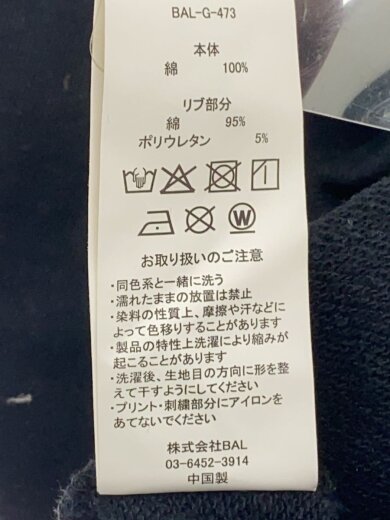 BAL-G-473
本体
綿 100%
リブ部分
綿 95%
ポリウレタン 5%
W
お取り扱いのご注意
・同色系と一緒に洗う
・濡れたままの放置は禁止
・染料の性質上、摩擦や汗などに
よって色移りすることがあります
・製品の特性上洗濯により縮みが
起こることがあります
・洗濯後、生地目の方向に形を整
えて干すようにしてください
・プリント・刺繍部分にアイロンを
あてないでください
株式会社BAL
03-6452-3914
中国製